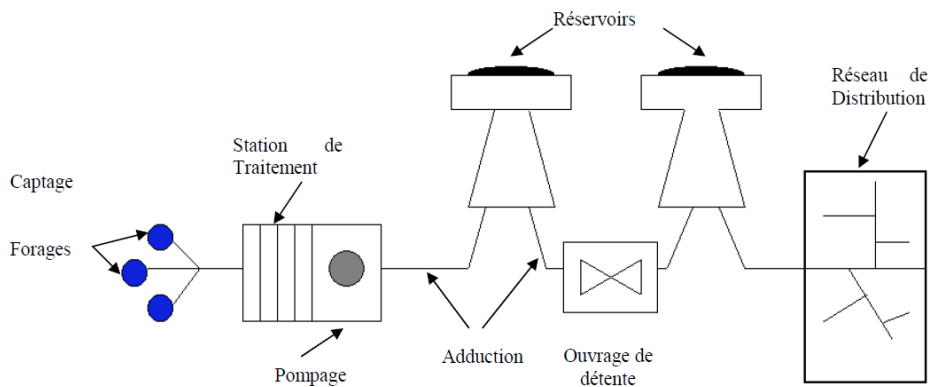 Réservoirs
Réseau de
Distribution
Station de
Traitement
Captage
Forages
Adduction
Ouvrage de
détente
Pompage